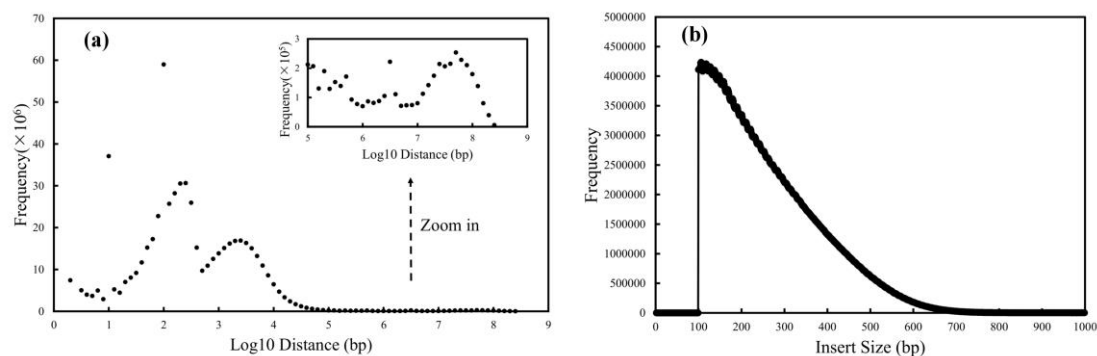 (a)
Frequency(×10⁶)
70
60
50
40
30
20
10
0
0 1 2 3 4 5 6 7 8 9
Log10 Distance (bp)
Frequency(×10⁵)
3
2
1
0
5 6 7 8 9
Log10 Distance (bp)
Zoom in
(b)
Frequency
5000000
4500000
4000000
3500000
3000000
2500000
2000000
1500000
1000000
500000
0
0 100 200 300 400 500 600 700 800 900 1000
Insert Size (bp)